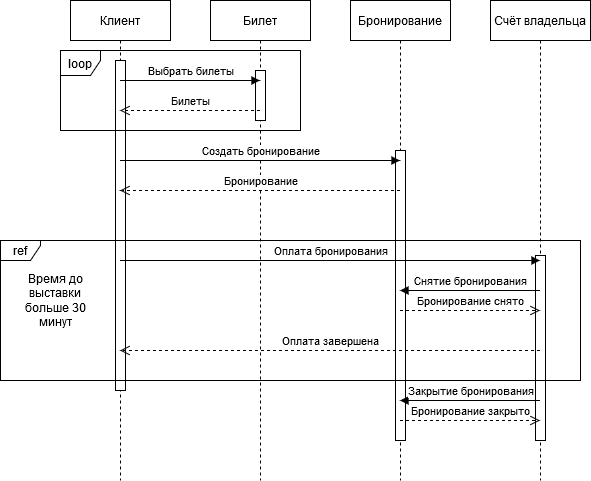 Клиент
Билет
Бронирование
Счёт владельца
loop
Выбрать билеты
Билеты
Создать бронирование
Бронирование
ref
Оплата бронирования
Время до
выставки
больше 30
минут
Снятие бронирования
Бронирование снято
Оплата завершена
Закрытие бронирования
Бронирование закрыто